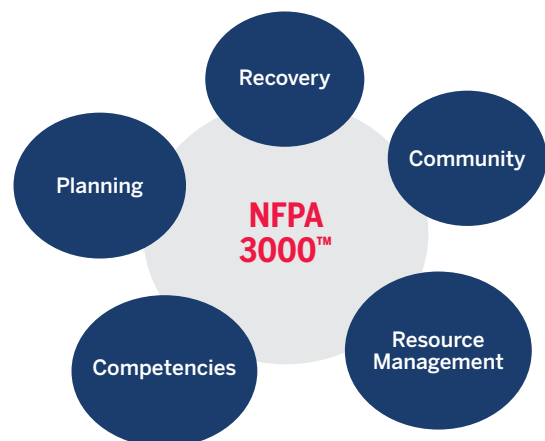 Recovery
Community
Planning
NFPA
3000™
Resource
Management
Competencies